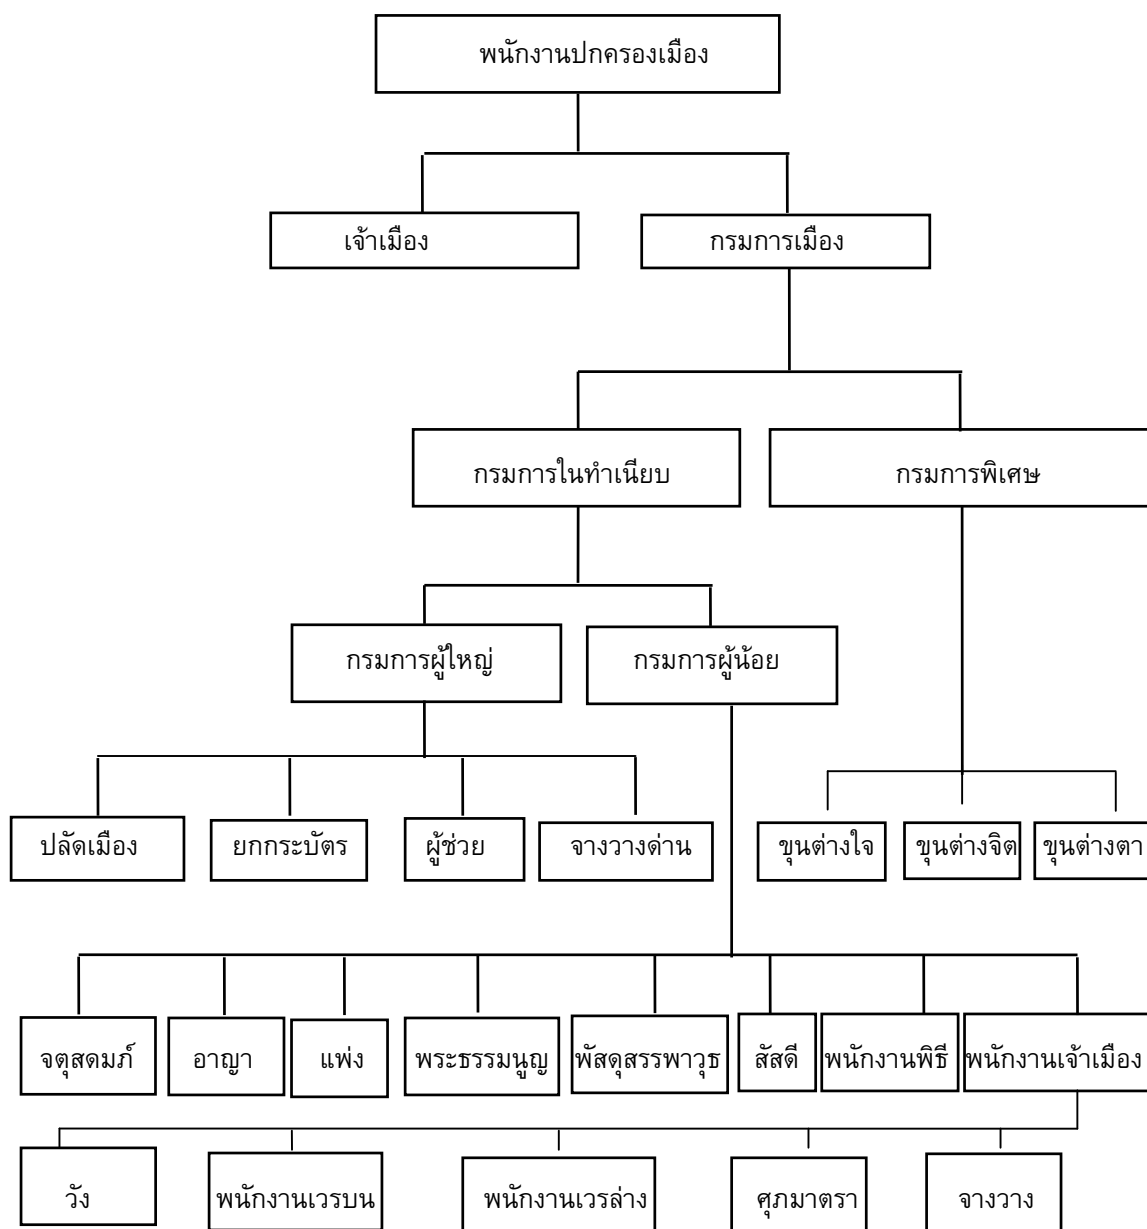 พนักงานปกครองเมือง
เจ้าเมือง
กรมการเมือง
กรมการในทำเนียบ
กรมการพิเศษ
กรมการผู้ใหญ่
กรมการผู้น้อย
ปลัดเมือง
ยกกระบัตร
ผู้ช่วย
จางวางด่าน
ขุนต่างใจ
ขุนต่างจิต
ขุนต่างตา
จตุสดมภ์
อาญา
แพ่ง
พระธรรมนูญ
พัสดุสรรพาวุธ
สัสดี
พนักงานพิธี
พนักงานเจ้าเมือง
วัง
พนักงานเวรบน
พนักงานเวรล่าง
ศุภมาตรา
จางวาง